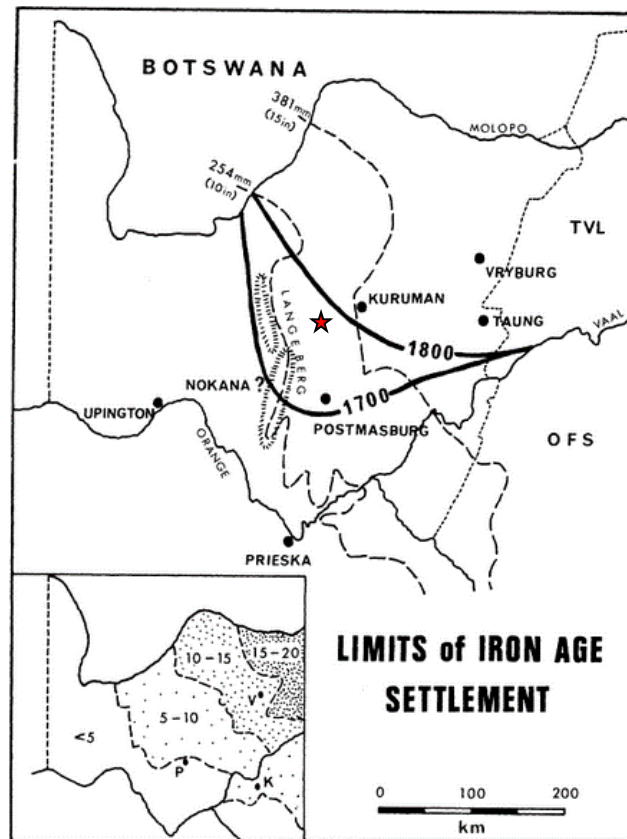 BOTSWANA
381mm
(15in)
MOLOPO
254mm
(10in)
TVL
VRYBURG
LANGEBERG
KURUMAN
TAUNG
VAAL
1800
NOKANA ?
1700
UPINGTON
POSTMASBURG
ORANGE
OFS
PRIESKA
10-15
15-20
V
5-10
<5
P
K
LIMITS of IRON AGE
SETTLEMENT
0 100 200
km